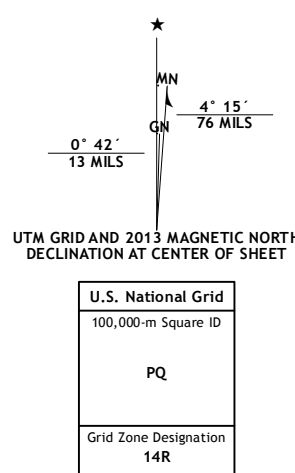 ★
MN
GN
4° 15´
76 MILS
0° 42´
13 MILS
UTM GRID AND 2013 MAGNETIC NORTH
DECLINATION AT CENTER OF SHEET
U.S. National Grid
100,000-m Square ID
PQ
Grid Zone Designation
14R